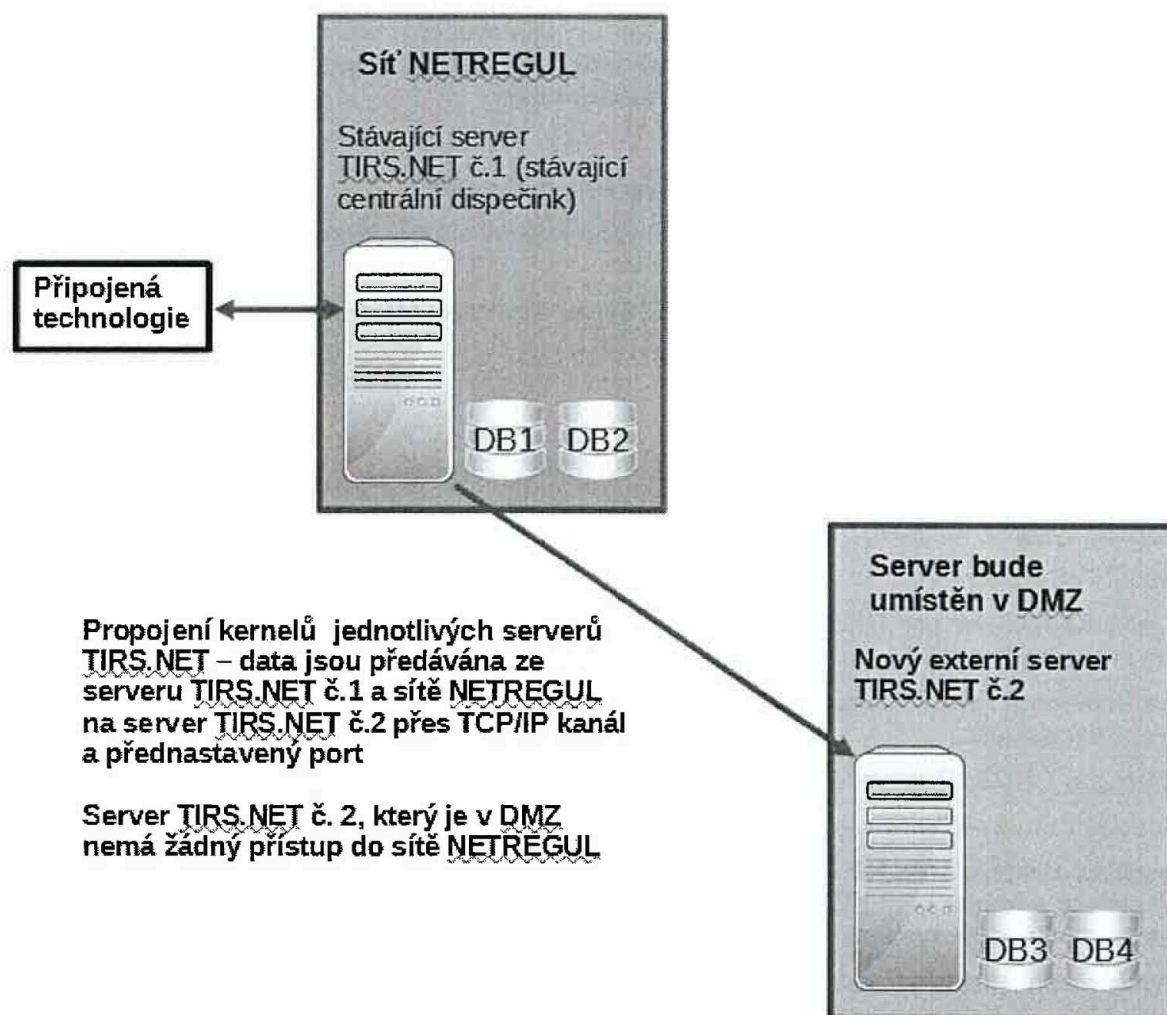 Síť NETREGUL
Stávající server
TIRS.NET č.1 (stávající
centrální dispečink)
Připojená
technologie
DB1
DB2
Propojení kernelů jednotlivých serverů
TIRS.NET – data jsou předávána ze
serveru TIRS.NET č.1 a sítě NETREGUL
na server TIRS.NET č.2 přes TCP/IP kanál
a přednastavený port
Server TIRS.NET č. 2, který je v DMZ
nemá žádný přístup do sítě NETREGUL
Server bude
umístěn v DMZ
Nový externí server
TIRS.NET č.2
DB3
DB4